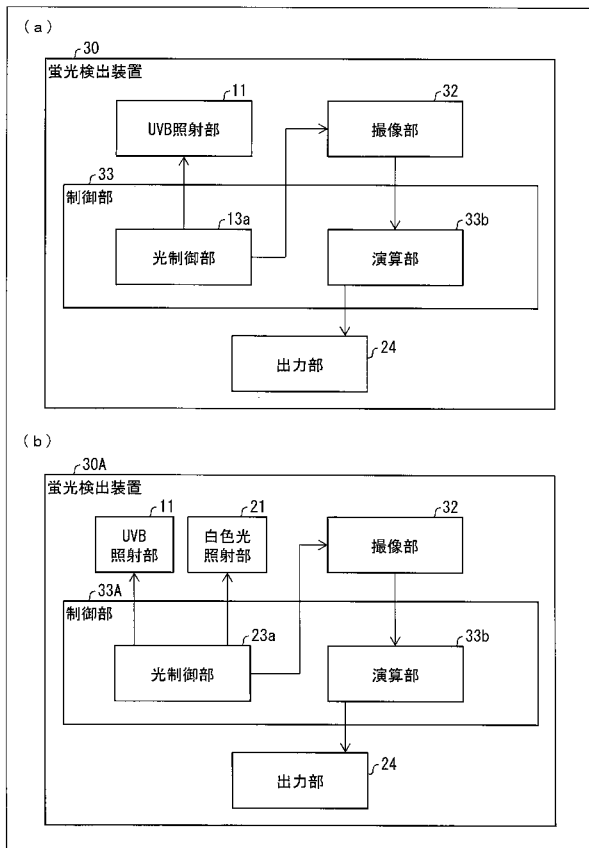 (a)
30
蛍光検出装置
11
32
UVB照射部
撮像部
33
制御部
13a
33b
光制御部
演算部
24
出力部
(b)
30A
蛍光検出装置
11
21
32
UVB
照射部
白色光
照射部
撮像部
33A
制御部
23a
33b
光制御部
演算部
24
出力部